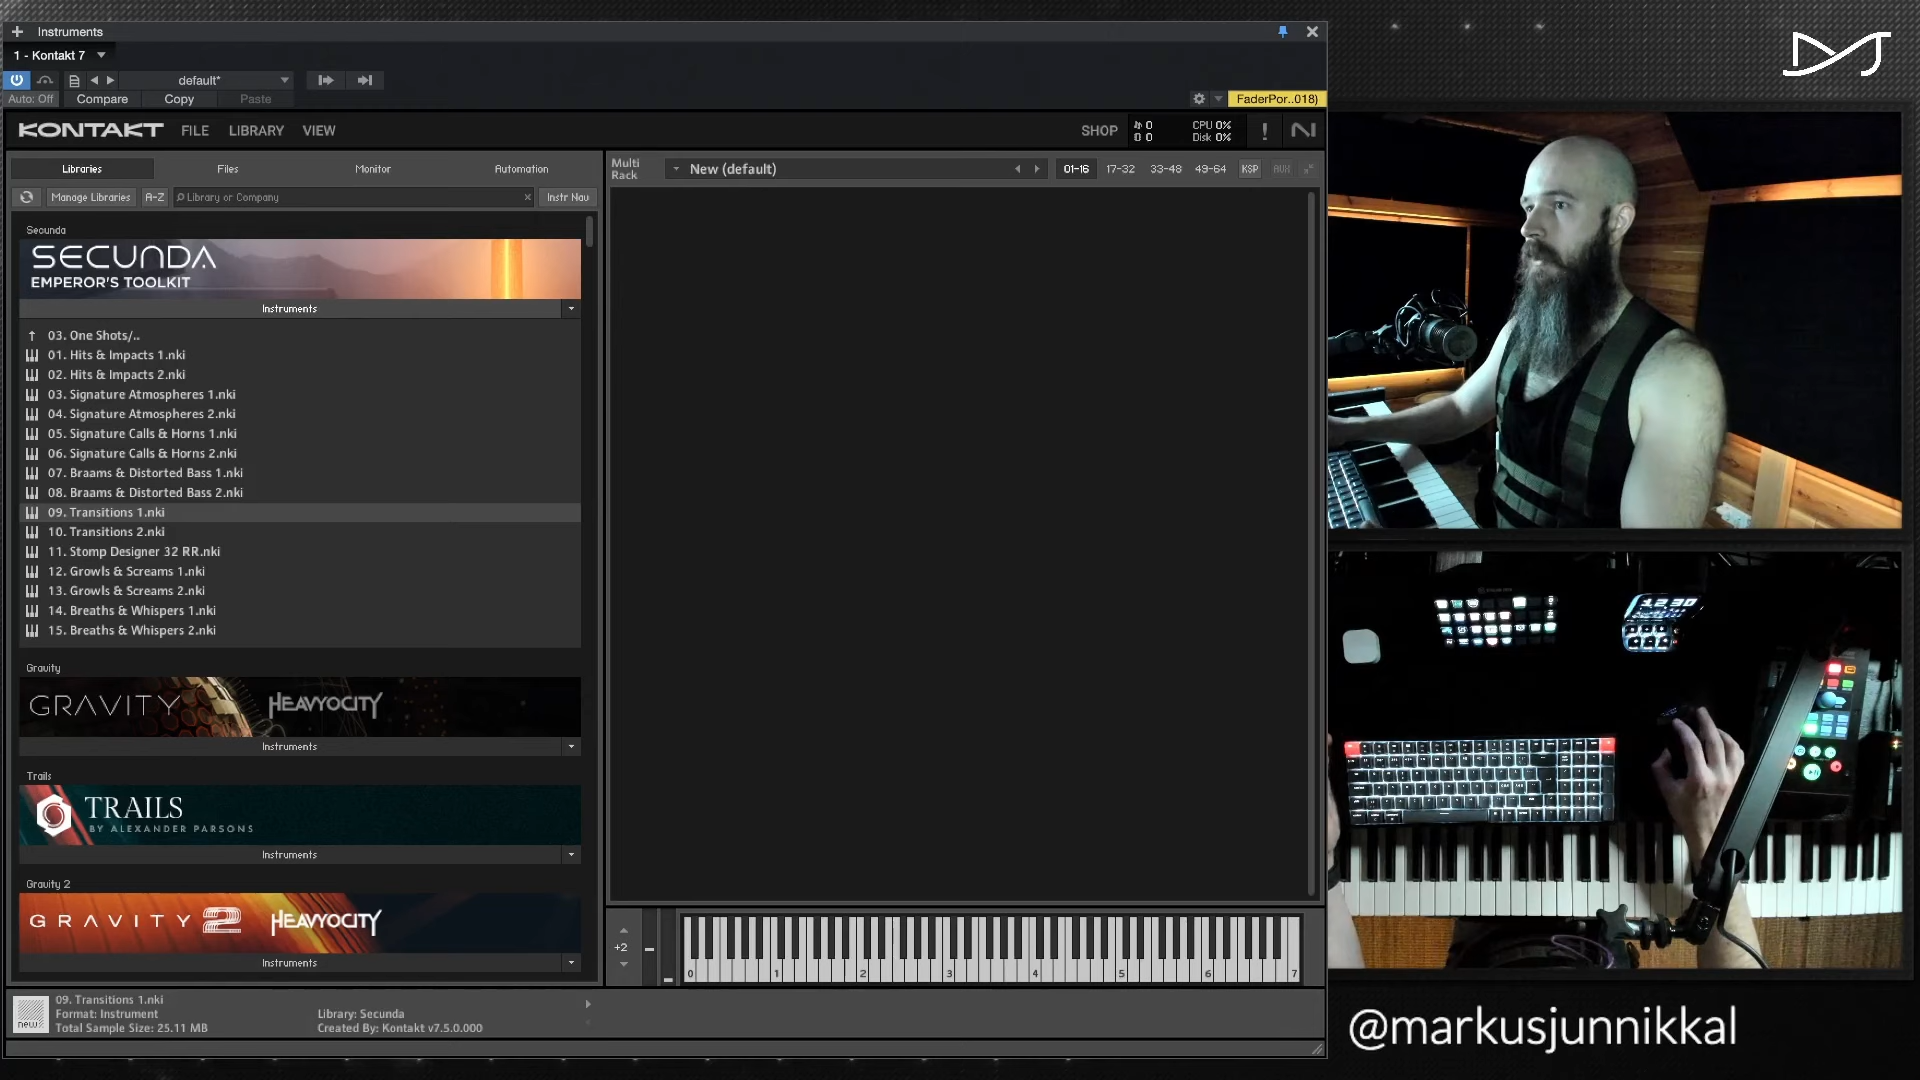 Instruments
1 - Kontakt 7
default*
Auto: Off
Compare
Copy
Paste
FaderPor..018)
KONTAKT
FILE
LIBRARY
VIEW
SHOP
0
0
CPU 0%
Disk 0%
!
Libraries
Files
Monitor
Automation
Multi
Rack
New (default)
01-16
17-32
33-48
49-64
KSP
AUX
Manage Libraries
A-Z
Library or Company
Instr Nav
Secunda
SECUNDA
EMPEROR'S TOOLKIT
Instruments
03. One Shots/..
01. Hits & Impacts 1.nki
02. Hits & Impacts 2.nki
03. Signature Atmospheres 1.nki
04. Signature Atmospheres 2.nki
05. Signature Calls & Horns 1.nki
06. Signature Calls & Horns 2.nki
07. Braams & Distorted Bass 1.nki
08. Braams & Distorted Bass 2.nki
09. Transitions 1.nki
10. Transitions 2.nki
11. Stomp Designer 32 RR.nki
12. Growls & Screams 1.nki
13. Growls & Screams 2.nki
14. Breaths & Whispers 1.nki
15. Breaths & Whispers 2.nki
Gravity
GRAVITY HEAVYOCITY
Instruments
Trails
TRAILS
BY ALEXANDER PARSONS
Instruments
Gravity 2
GRAVITY 2 HEAVYOCITY
Instruments
+2
0 1 2 3 4 5 6 7
new
09. Transitions 1.nki
Format: Instrument
Total Sample Size: 25.11 MB
Library: Secunda
Created By: Kontakt v7.5.0.000
12.30
@markusjunnikkal